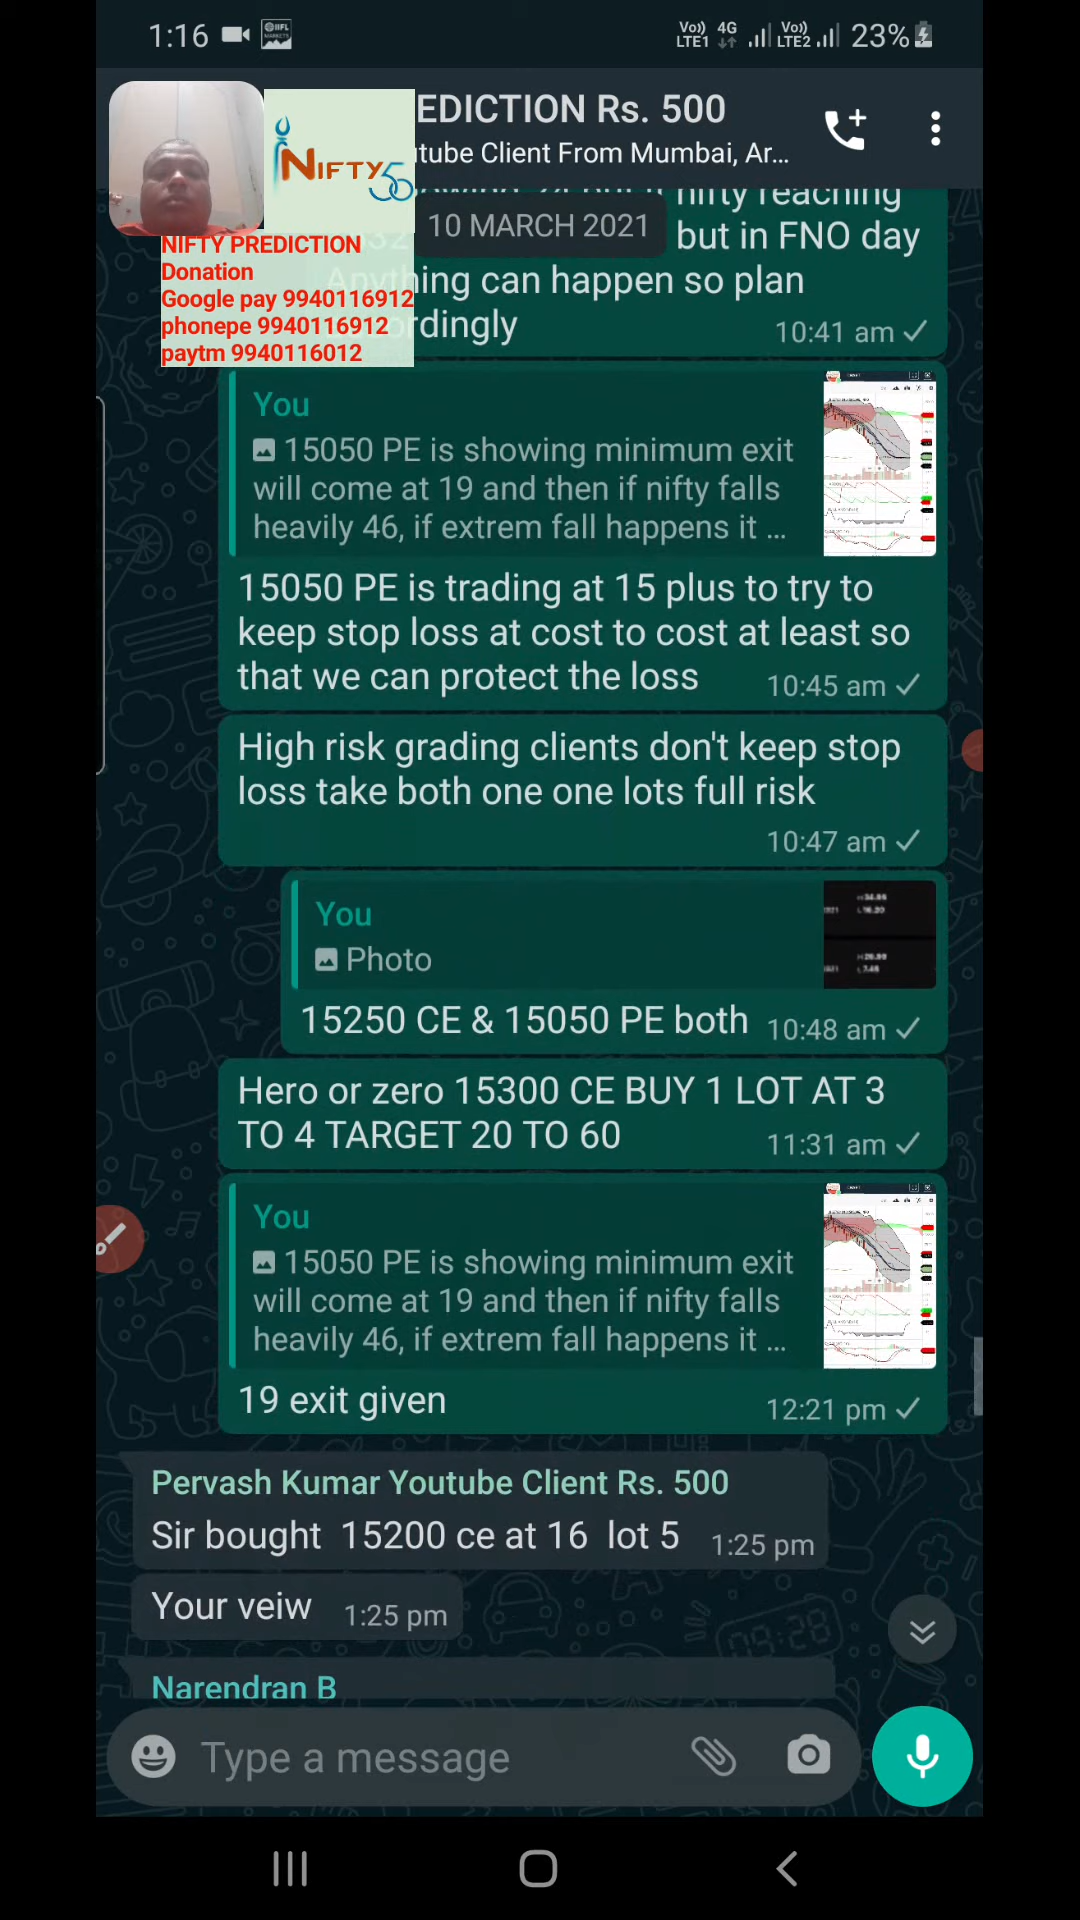 1:16
IIFL
MARKETS
Vo)) 4G
LTE1
Vo))
LTE2
23%
EDICTION Rs. 500
utube Client From Mumbai, Ar...
NIFTY50
nifty reaching
10 MARCH 2021
but in FNO day
NIFTY PREDICTION
Donation
Google pay 9940116912
phonepe 9940116912
paytm 9940116012
Anything can happen so plan
rdingly
10:41 am
You
15050 PE is showing minimum exit
will come at 19 and then if nifty falls
heavily 46, if extrem fall happens it ...
15050 PE is trading at 15 plus to try to
keep stop loss at cost to cost at least so
that we can protect the loss
10:45 am
High risk grading clients don't keep stop
loss take both one one lots full risk
10:47 am
You
Photo
15250 CE & 15050 PE both
10:48 am
Hero or zero 15300 CE BUY 1 LOT AT 3
TO 4 TARGET 20 TO 60
11:31 am
You
15050 PE is showing minimum exit
will come at 19 and then if nifty falls
heavily 46, if extrem fall happens it ...
19 exit given
12:21 pm
Pervash Kumar Youtube Client Rs. 500
Sir bought 15200 ce at 16 lot 5
1:25 pm
Your veiw
1:25 pm
Narendran B
Type a message